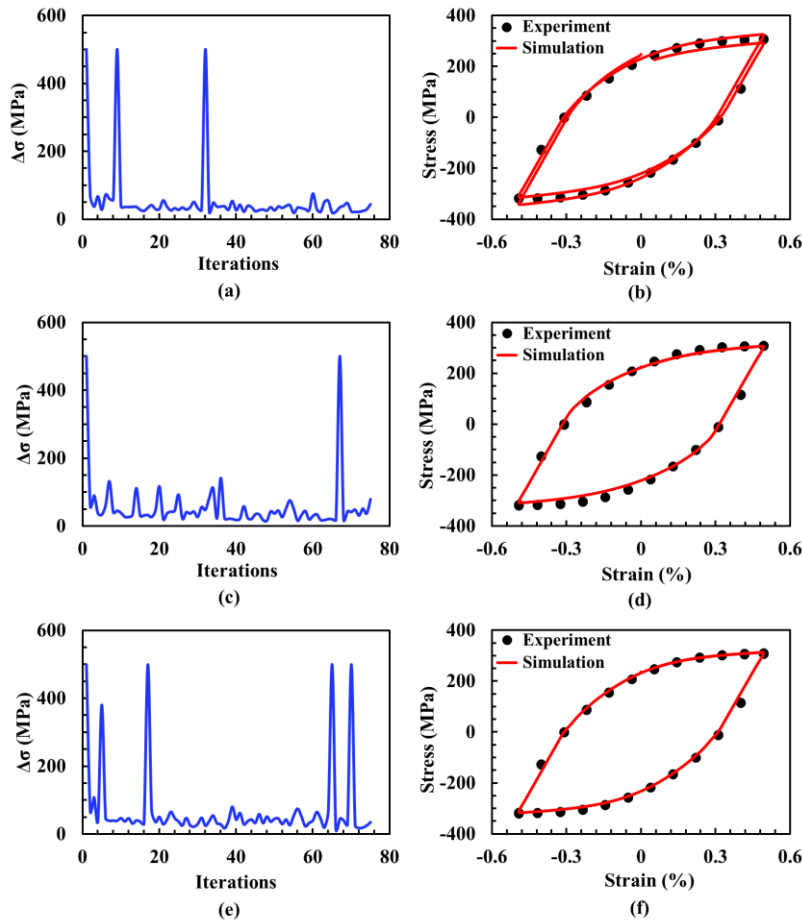 600
400
200
0
Δσ (MPa)
0 20 40 60 80
Iterations
(a)
400
200
0
-200
-400
Stress (MPa)
Experiment
Simulation
-0.6 -0.3 0 0.3 0.6
Strain (%)
(b)
600
400
200
0
Δσ (MPa)
0 20 40 60 80
Iterations
(c)
400
200
0
-200
-400
Stress (MPa)
Experiment
Simulation
-0.6 -0.3 0 0.3 0.6
Strain (%)
(d)
600
400
200
0
Δσ (MPa)
0 20 40 60 80
Iterations
(e)
400
200
0
-200
-400
Stress (MPa)
Experiment
Simulation
-0.6 -0.3 0 0.3 0.6
Strain (%)
(f)